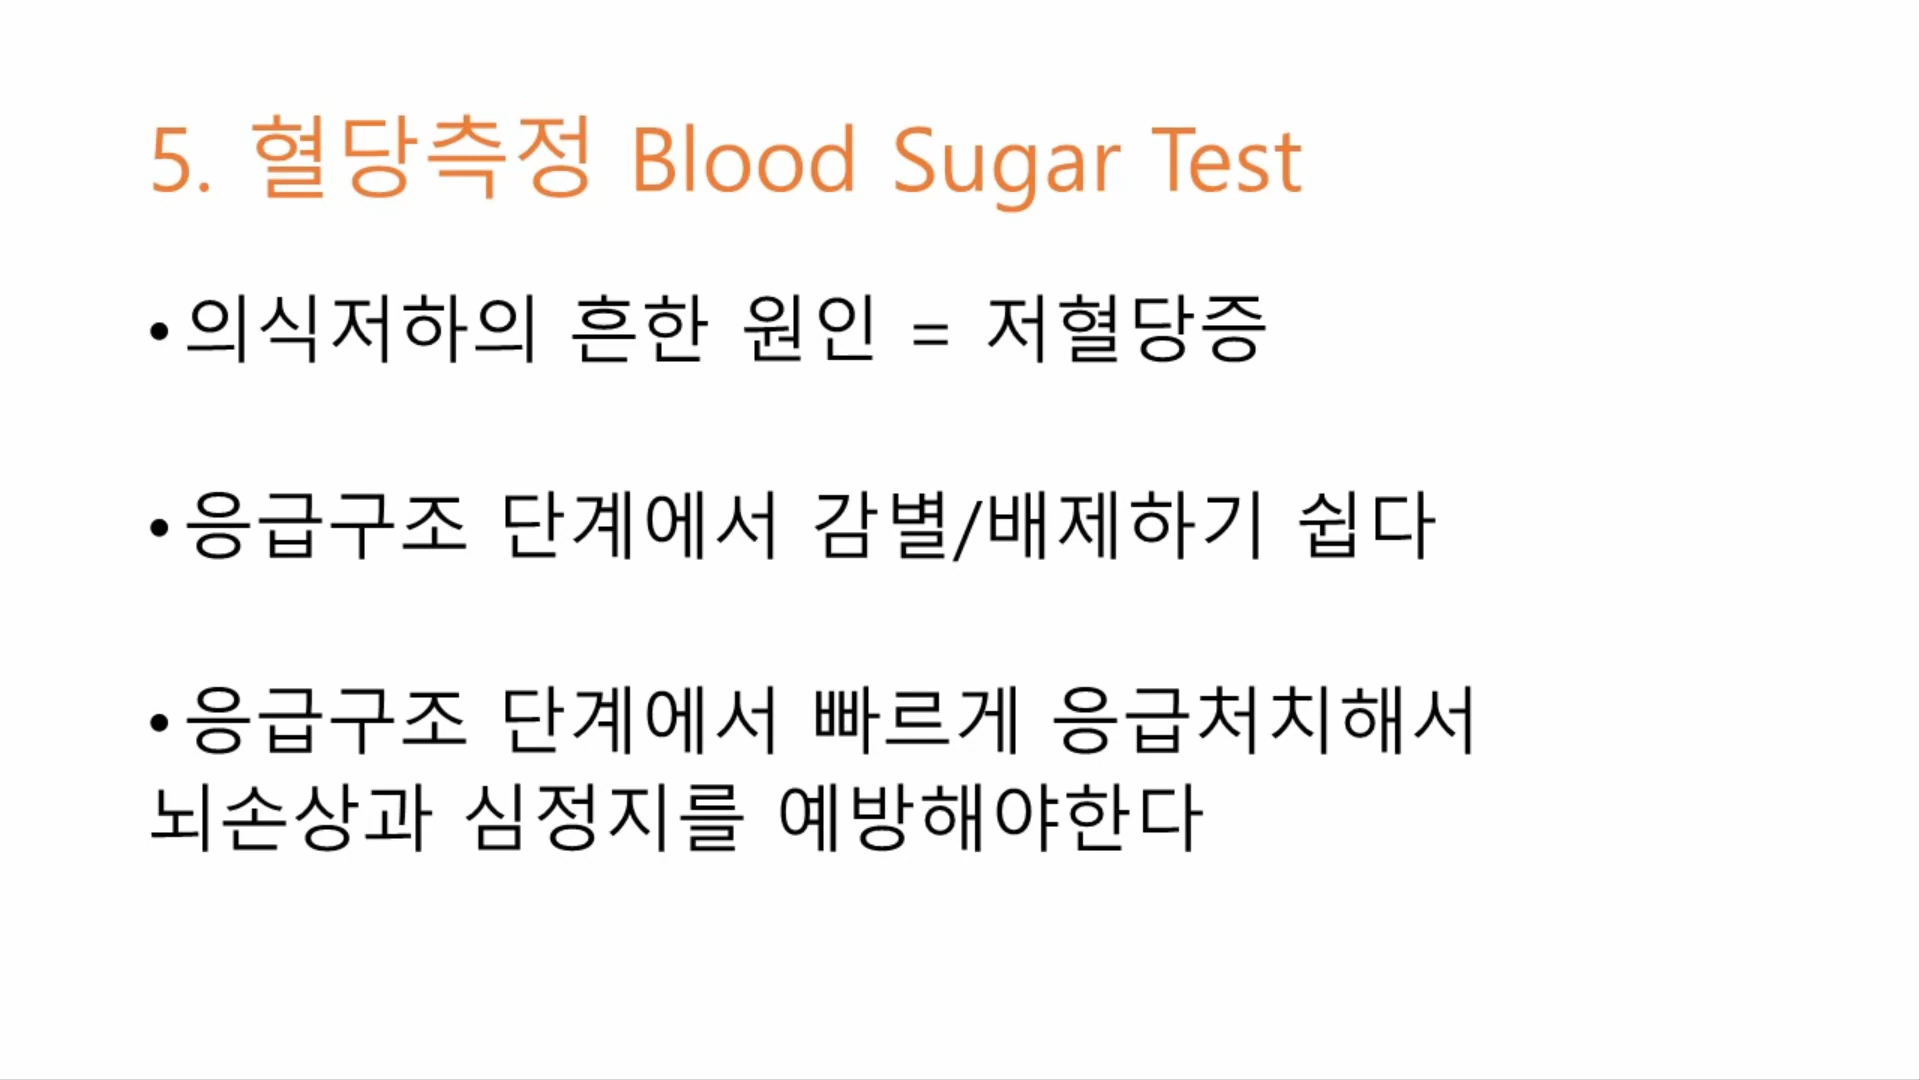 5. 혈당측정 Blood Sugar Test
•의식저하의 흔한 원인 = 저혈당증
•응급구조 단계에서 감별/배제하기 쉽다
•응급구조 단계에서 빠르게 응급처치해서
뇌손상과 심정지를 예방해야한다